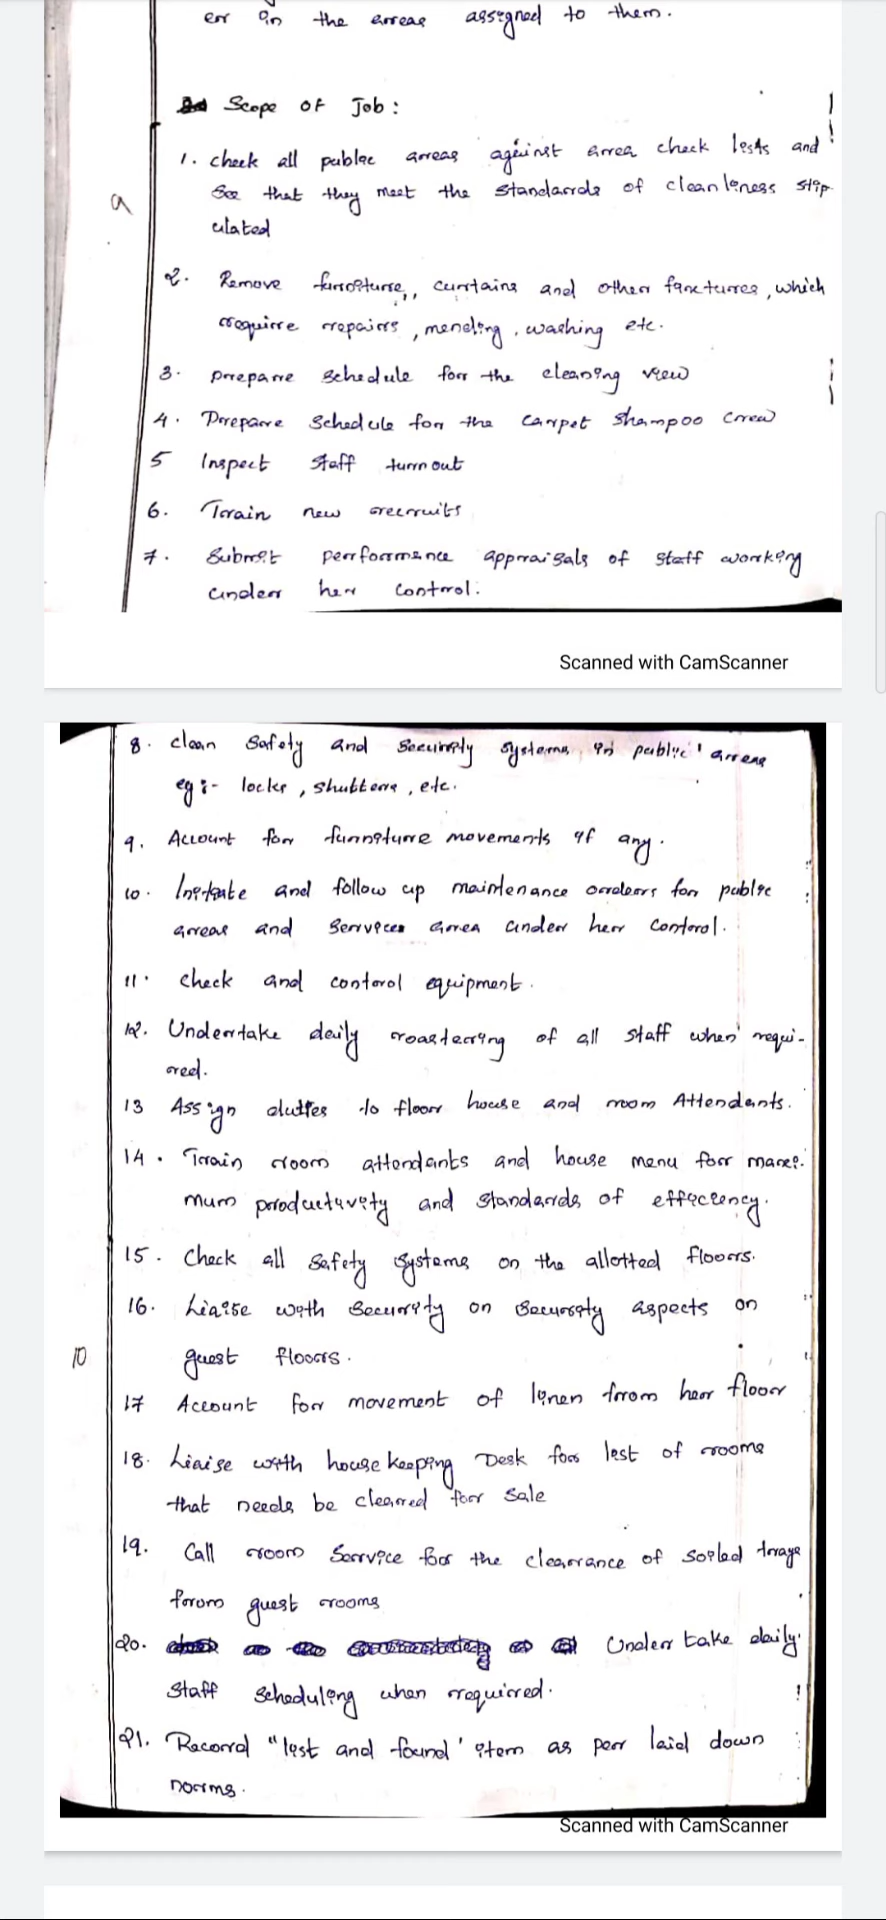 er in the areas assigned to them.
Scope of Job:
1. check all public areas against area check lests and
See that they meet the standards of cleanleness stip
ulated
a
2. Remove furniture, curtains and other fanctures, which
require repairs, mending, washing etc.
3. prepare schedule for the cleaning view
4. Prepare schedule for the carpet shampoo crew
5 Inspect staff turn out
6. Train new recruits
7. Submit performance appraisals of staff working
under her control.
Scanned with CamScanner
8. clean Safety and Security systems in public areas
eg:- locks, shutters, etc.
9. Account for furniture movements if any.
10. and follow up maintenance orders for public
areas and services area under her control.
11. check and control equipment.
12. Undertake daily roastering of all staff when requi-
red.
13 Assign duties to floor house and room Attendants.
14. Train room attendants and house menu for maxi.
mum productivity and standards of effeciency.
15. Check all safety systems on the allotted floors.
16. Liaise with Security on Security aspects on
10
guest floors.
17 Account for movement of linen from her floor
18. Liaise with house keeping Desk for lest of rooms
that needs be cleared for sale
19. Call room Service for the clearance of soiled trays
from guest rooms
20. Under take daily
staff scheduling when required.
21. Record "lest and found' item as per laid down
norms.
Scanned with CamScanner